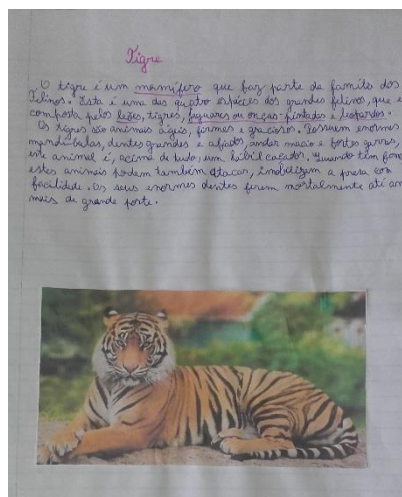 Tigre
O tigre é um mamífero que faz parte da família dos
felinos. Esta é uma das quatro espécies dos grandes felinos, que é
composta pelos leões, tigres, jaguares ou onças-pintadas e leopardos.
Os tigres são animais ágeis, firmes e graciosos. Possuem enormes
mandíbulas, dentes grandes e afiados, andar macio e fortes garras,
este animal é, acima de tudo, um hábil caçador. Quando têm fome
estes animais podem também atacar, imobilizam a presa com
facilidade. Os seus enormes dentes ferem mortalmente até
mais de grande porte.